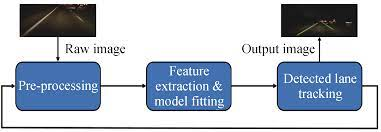 Raw image
Output image
Pre-processing
Feature
extraction &
model fitting
Detected lane
tracking